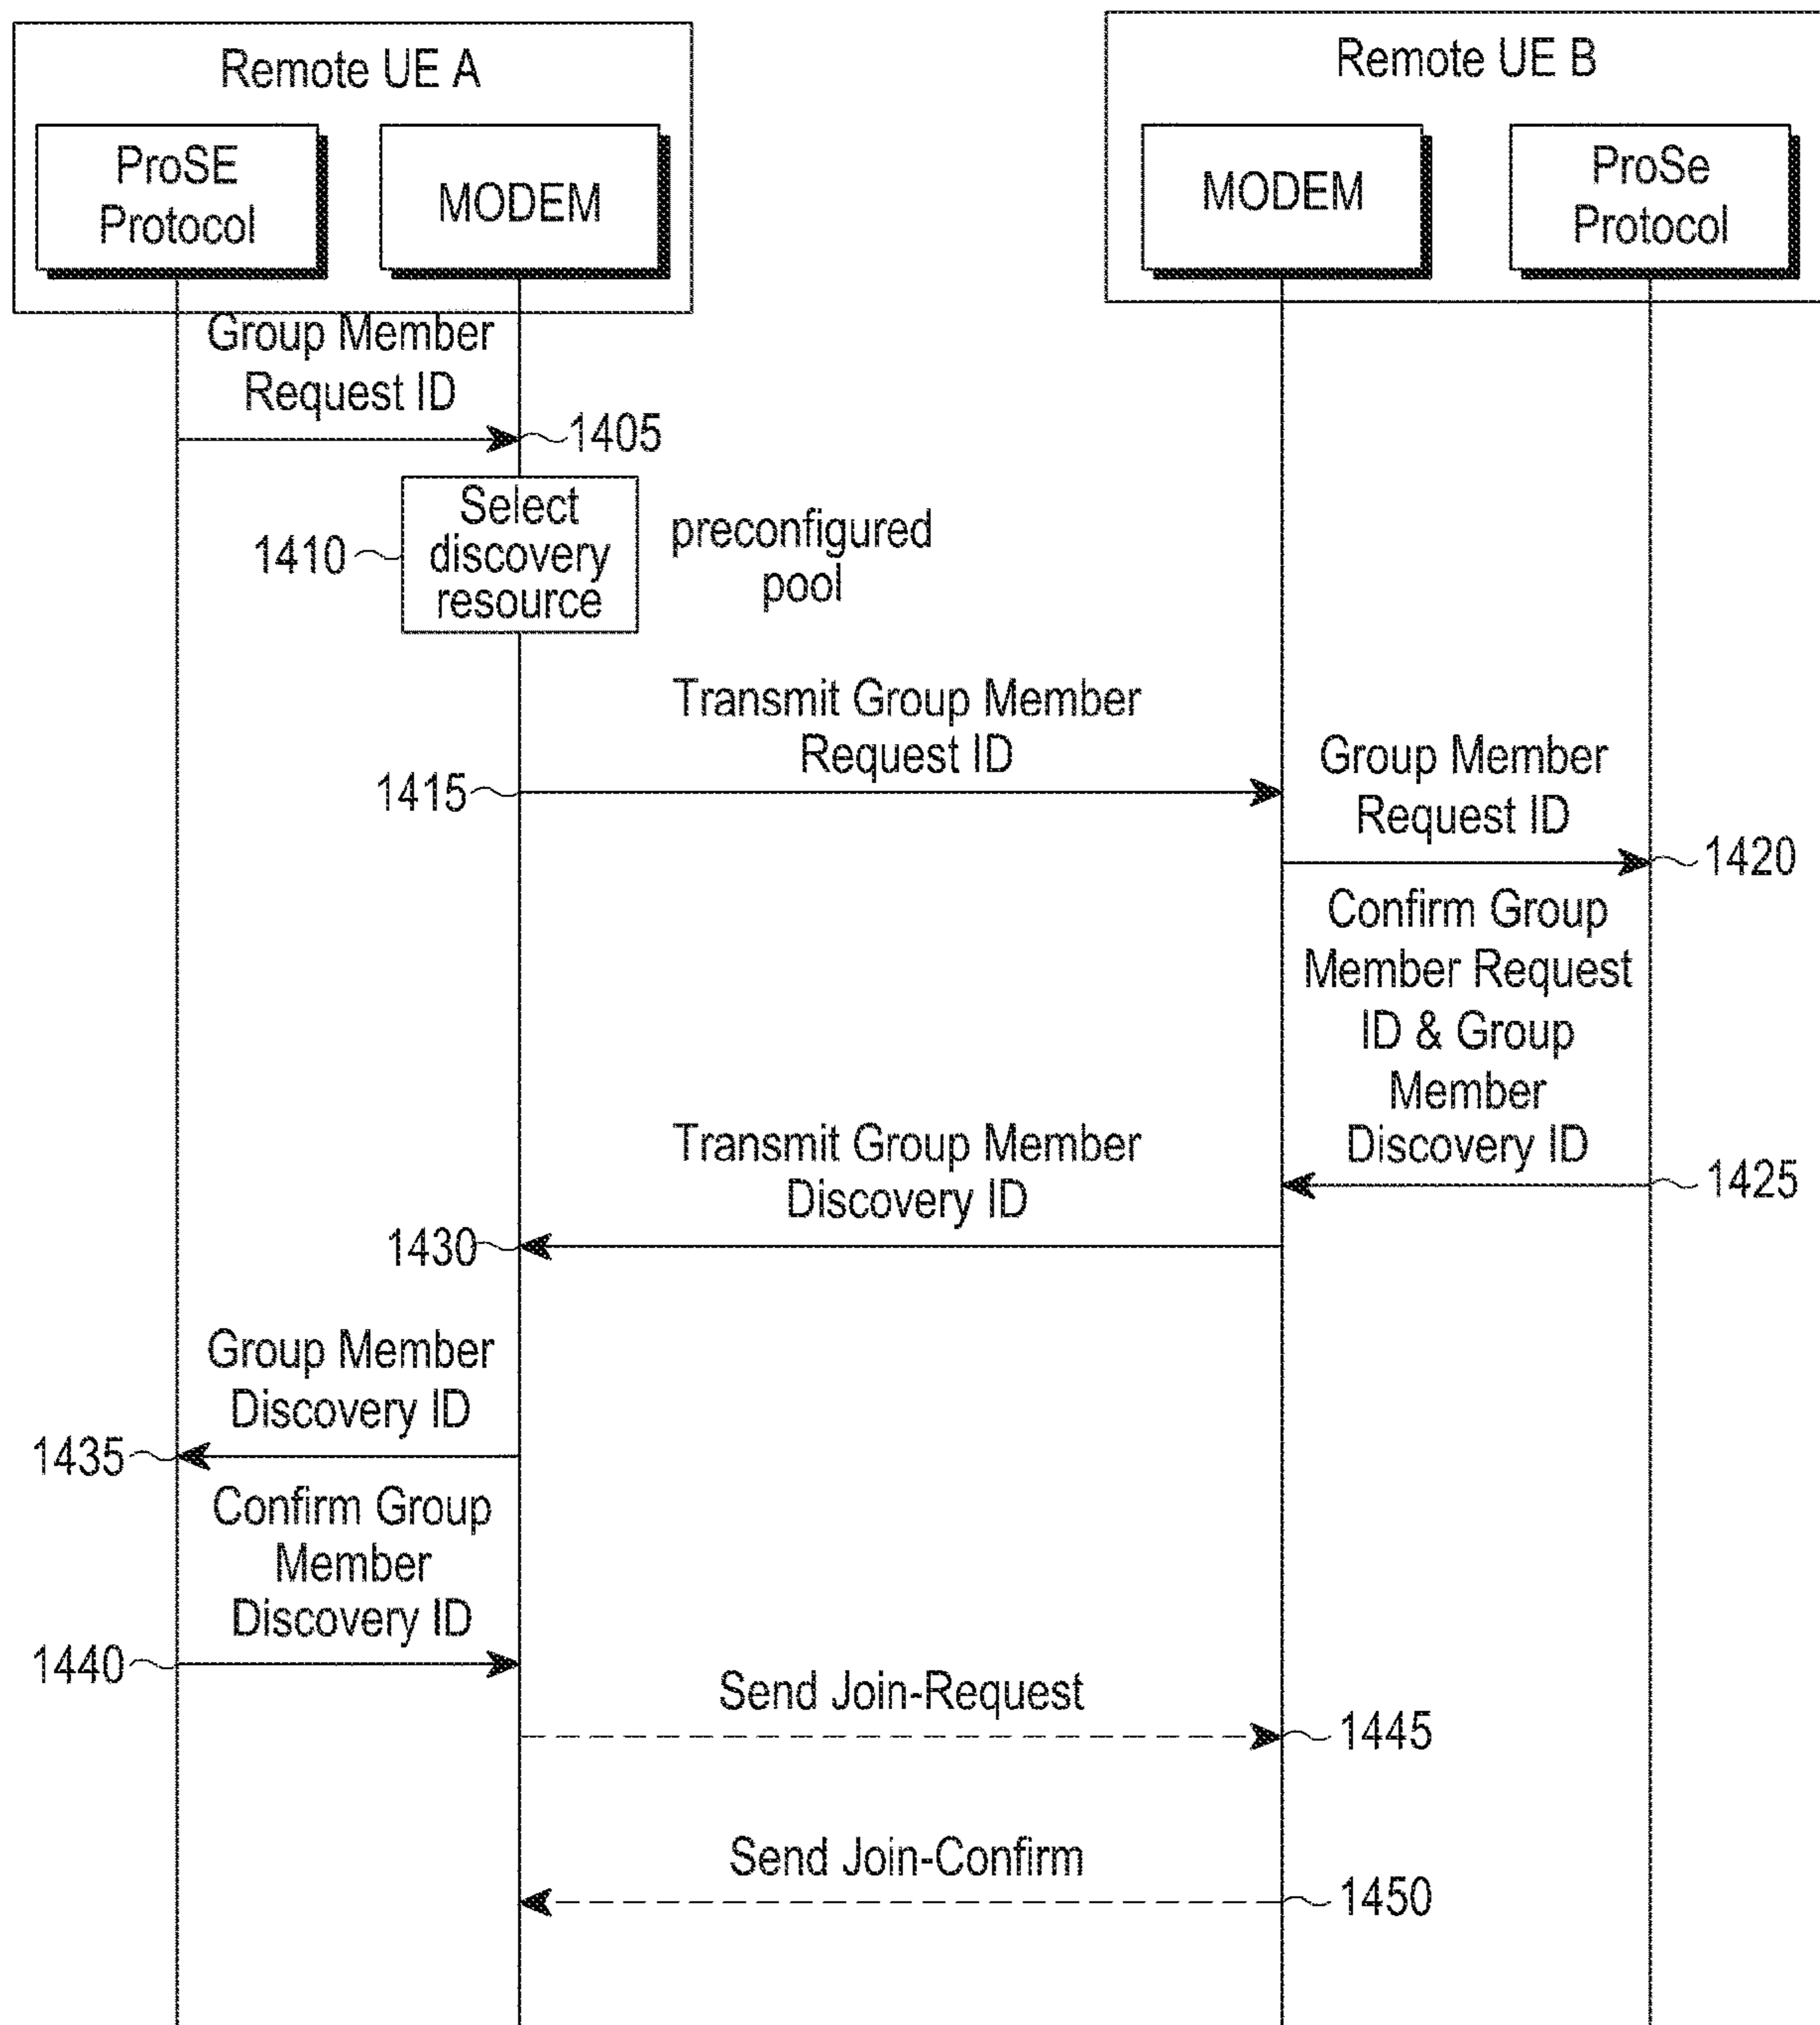 Remote UE A
Remote UE B
ProSE
Protocol
MODEM
MODEM
ProSe
Protocol
Group Member
Request ID
1405
Select
discovery
resource
1410
preconfigured
pool
Transmit Group Member
Request ID
1415
Group Member
Request ID
1420
Confirm Group
Member Request
ID & Group
Member
Discovery ID
1425
Transmit Group Member
Discovery ID
1430
Group Member
Discovery ID
1435
Confirm Group
Member
Discovery ID
1440
Send Join-Request
1445
Send Join-Confirm
1450